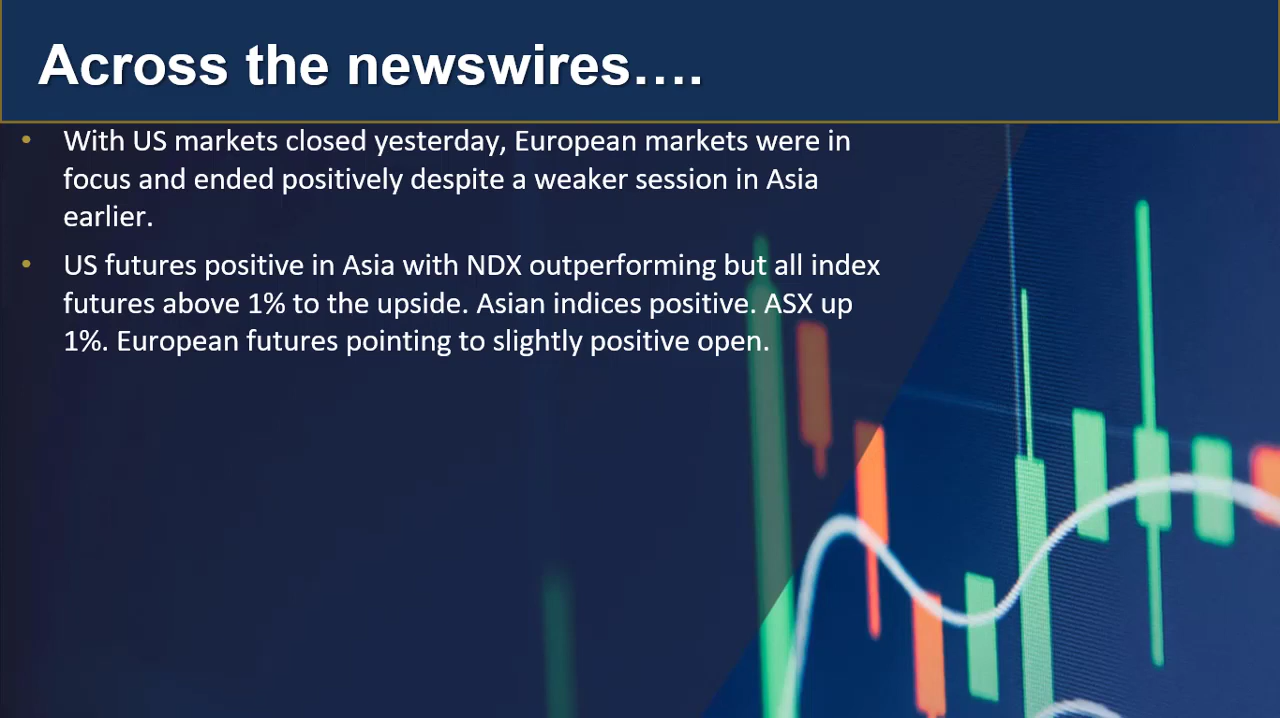 Across the newswires....
• With US markets closed yesterday, European markets were in
focus and ended positively despite a weaker session in Asia
earlier.
• US futures positive in Asia with NDX outperforming but all index
futures above 1% to the upside. Asian indices positive. ASX up
1%. European futures pointing to slightly positive open.